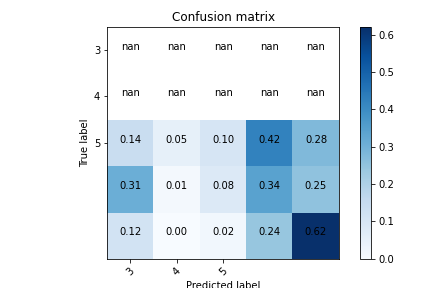 Confusion matrix
3 nan nan nan nan nan 0.6
0.5
4 nan nan nan nan nan
0.4
5 0.14 0.05 0.10 0.42 0.28
0.3
0.31 0.01 0.08 0.34 0.25
0.2
0.12 0.00 0.02 0.24 0.62
0.1
0.0
3 4 5
True label
Predicted label